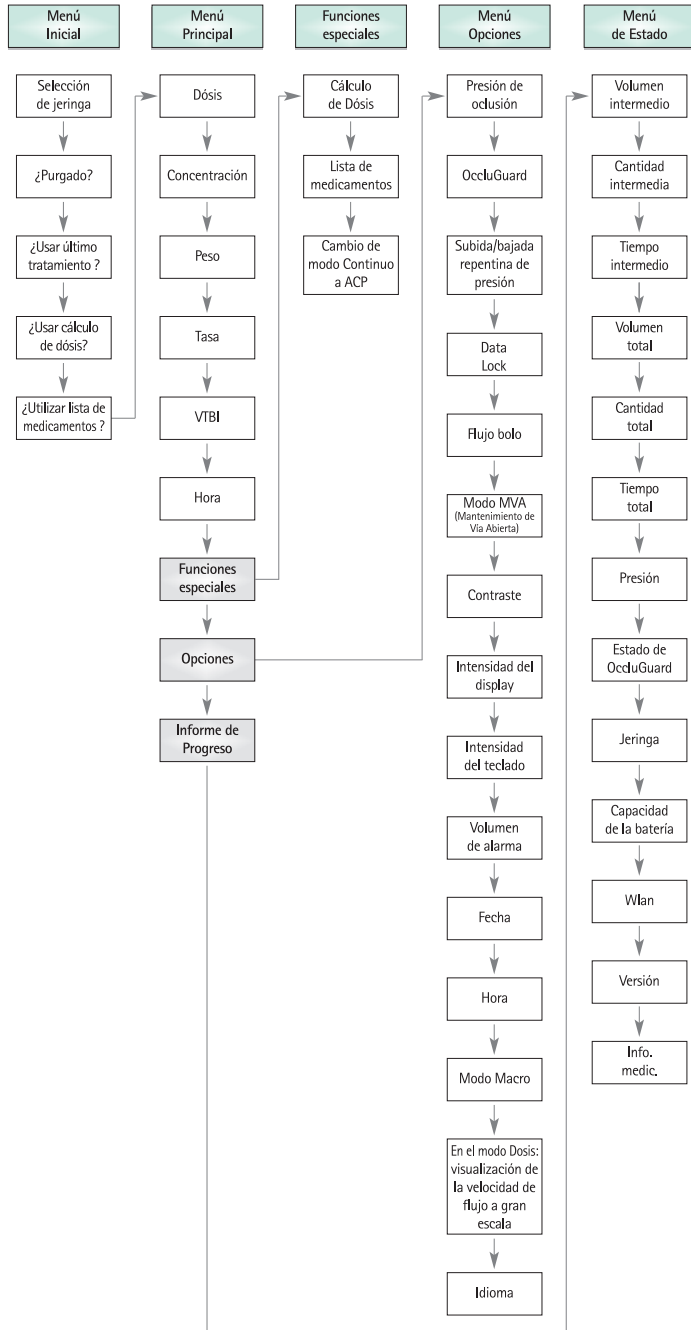 Menú
Inicial
Menú
Principal
Funciones
especiales
Menú
Opciones
Menú
de Estado
Selección
de jeringa
¿Purgado?
¿Usar último
tratamiento ?
¿Usar cálculo
de dósis?
¿Utilizar lista de
medicamentos ?
Dósis
Concentración
Peso
Tasa
VTBI
Hora
Funciones
especiales
Opciones
Informe de
Progreso
Cálculo
de Dósis
Lista de
medicamentos
Cambio de
modo Continuo
a ACP
Presión de
oclusión
OccluGuard
Subida/bajada
repentina de
presión
Data
Lock
Flujo bolo
Modo MVA
(Mantenimiento de
Vía Abierta)
Contraste
Intensidad del
display
Intensidad
del teclado
Volumen
de alarma
Fecha
Hora
Modo Macro
En el modo Dosis:
visualización de
la velocidad de
flujo a gran
escala
Idioma
Volumen
intermedio
Cantidad
intermedia
Tiempo
intermedio
Volumen
total
Cantidad
total
Tiempo
total
Presión
Estado de
OccluGuard
Jeringa
Capacidad
de la batería
Wlan
Versión
Info.
medic.